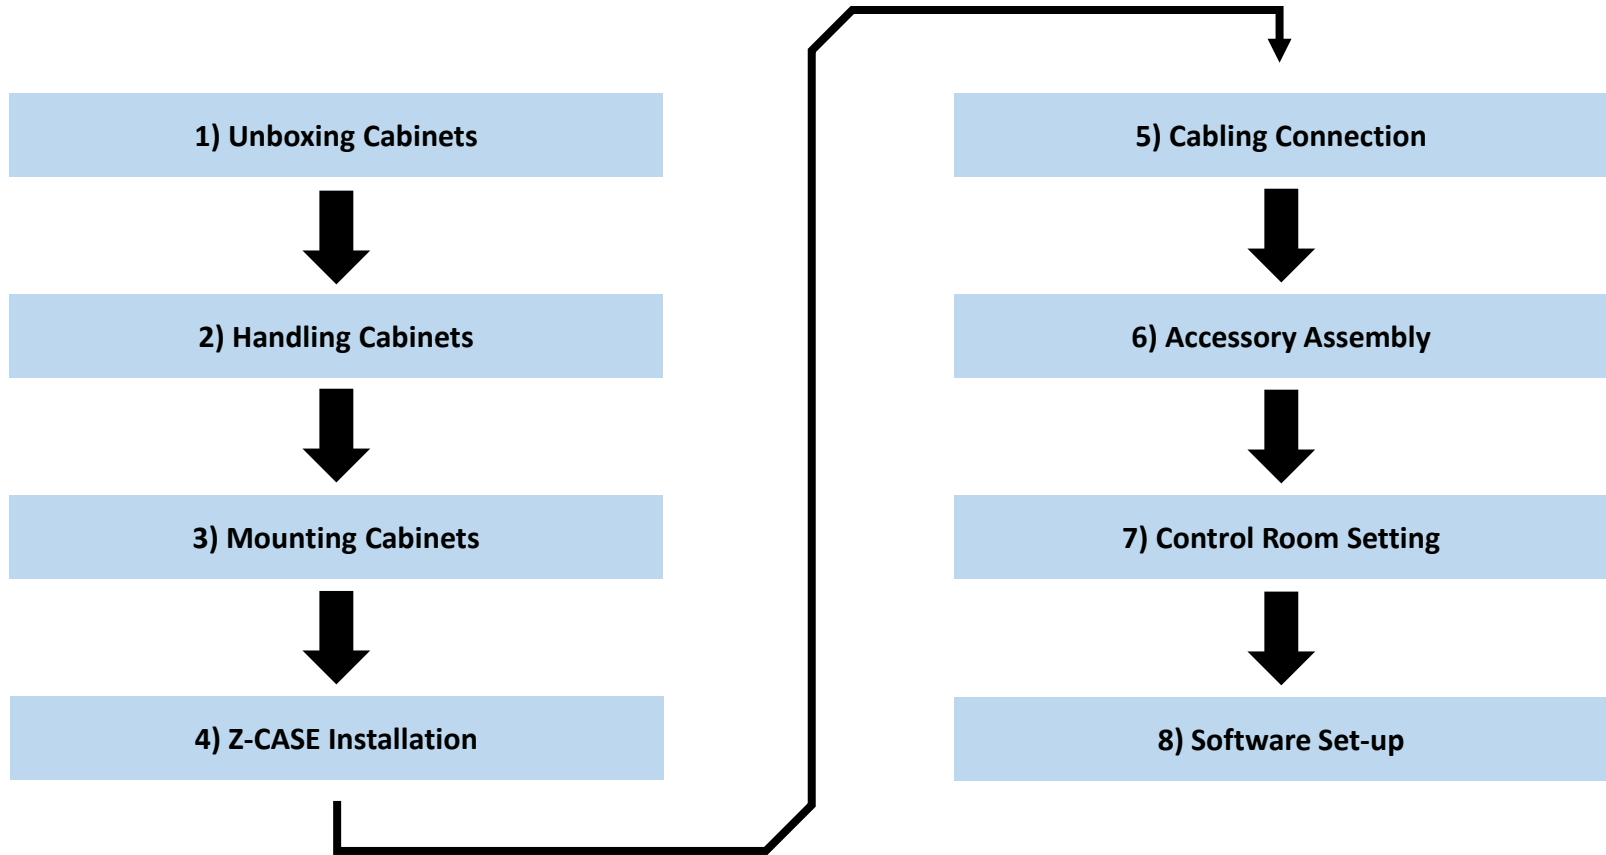 1) Unboxing Cabinets
2) Handling Cabinets
3) Mounting Cabinets
4) Z-CASE Installation
5) Cabling Connection
6) Accessory Assembly
7) Control Room Setting
8) Software Set-up